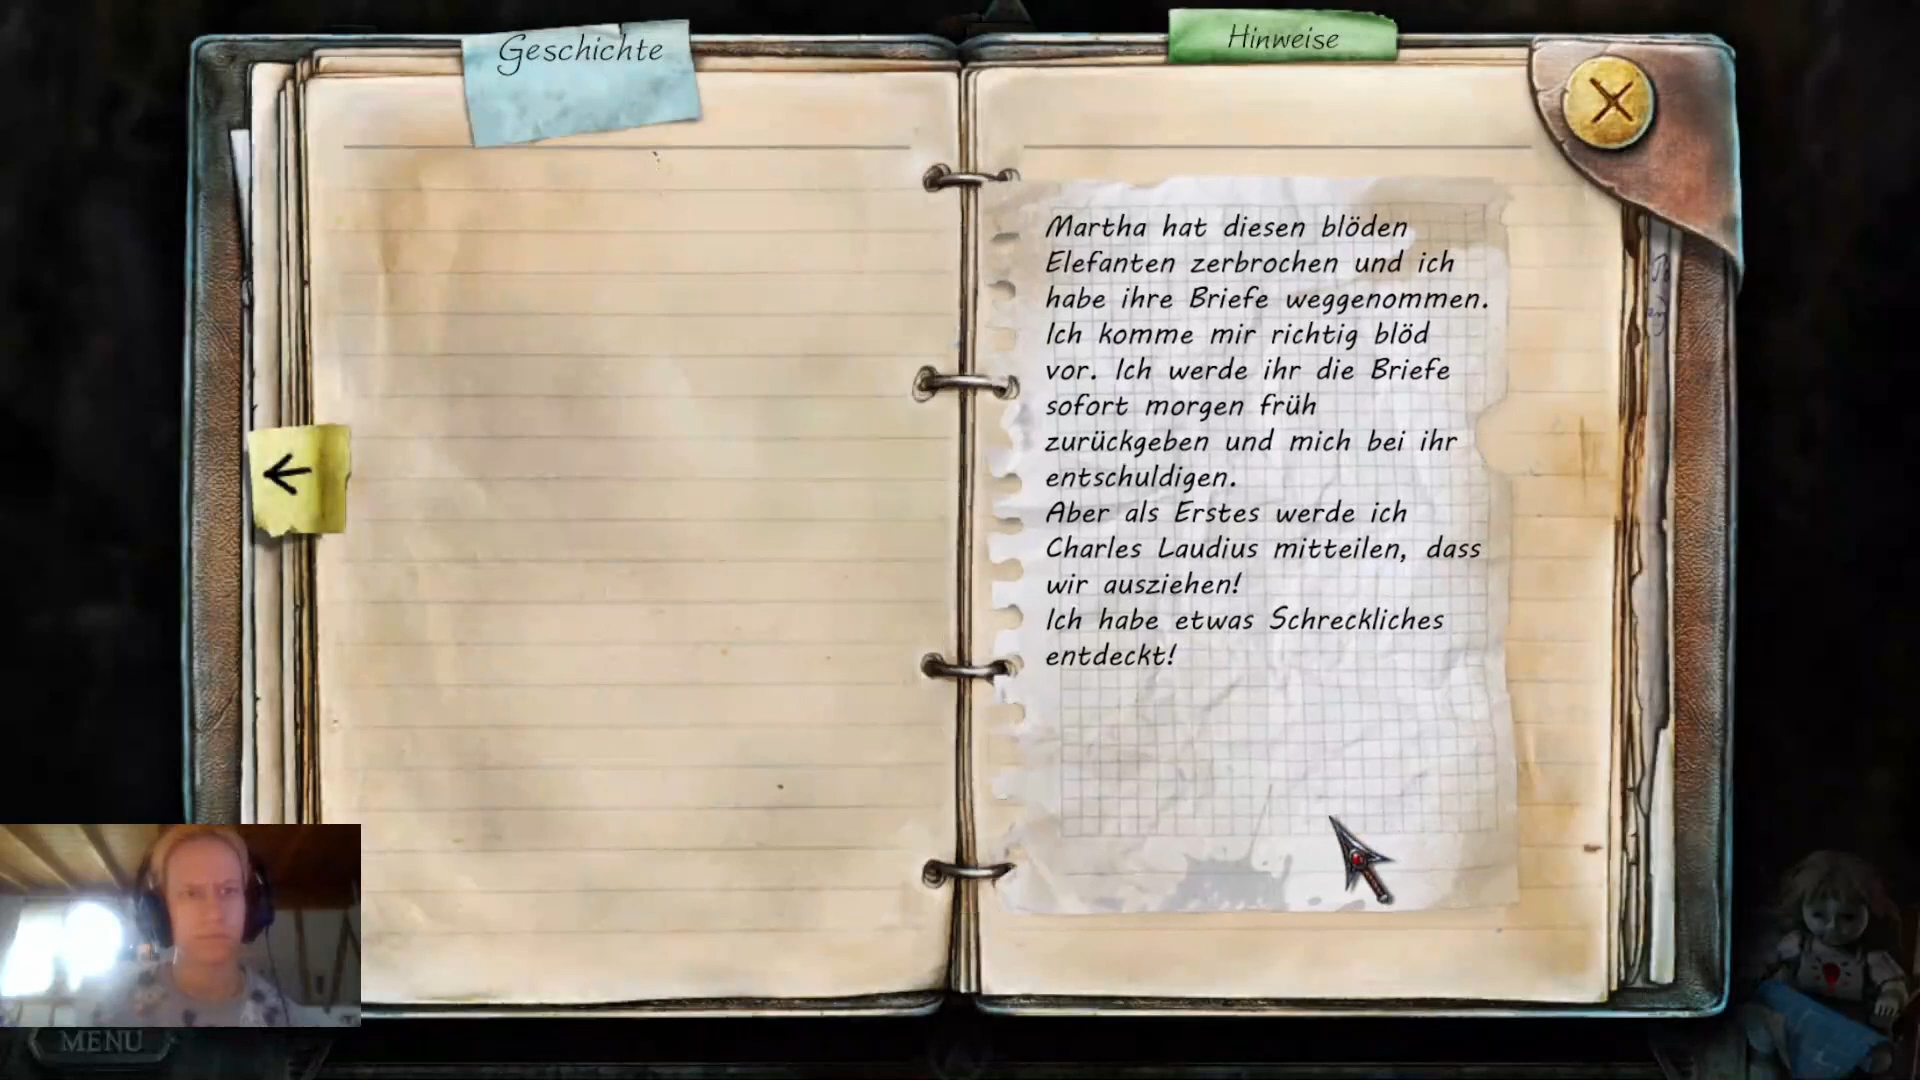 Geschichte
Hinweise
Martha hat diesen blöden
Elefanten zerbrochen und ich
habe ihre Briefe weggenommen.
Ich komme mir richtig blöd
vor. Ich werde ihr die Briefe
sofort morgen früh
zurückgeben und mich bei ihr
entschuldigen.
Aber als Erstes werde ich
Charles Laudius mitteilen, dass
wir ausziehen!
Ich habe etwas Schreckliches
entdeckt!
MENU